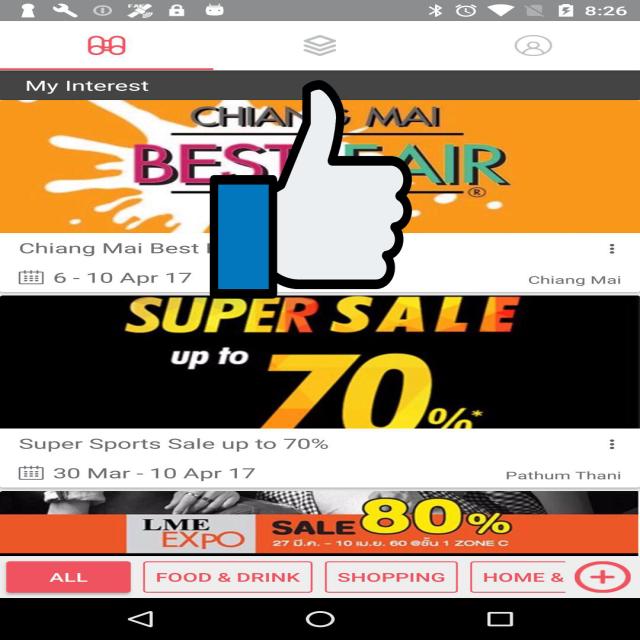 8:26
My Interest
CHIANG MAI
BEST FAIR
®
Chiang Mai Best
6 - 10 Apr 17
Chiang Mai
SUPER SALE
up to
70%*
Super Sports Sale up to 70%
30 Mar - 10 Apr 17
Pathum Thani
LME
EXPO
SALE 80%
27 มี.ค. - 10 เม.ย. 60 @ชั้น 1 ZONE C
ALL
FOOD & DRINK
SHOPPING
HOME &